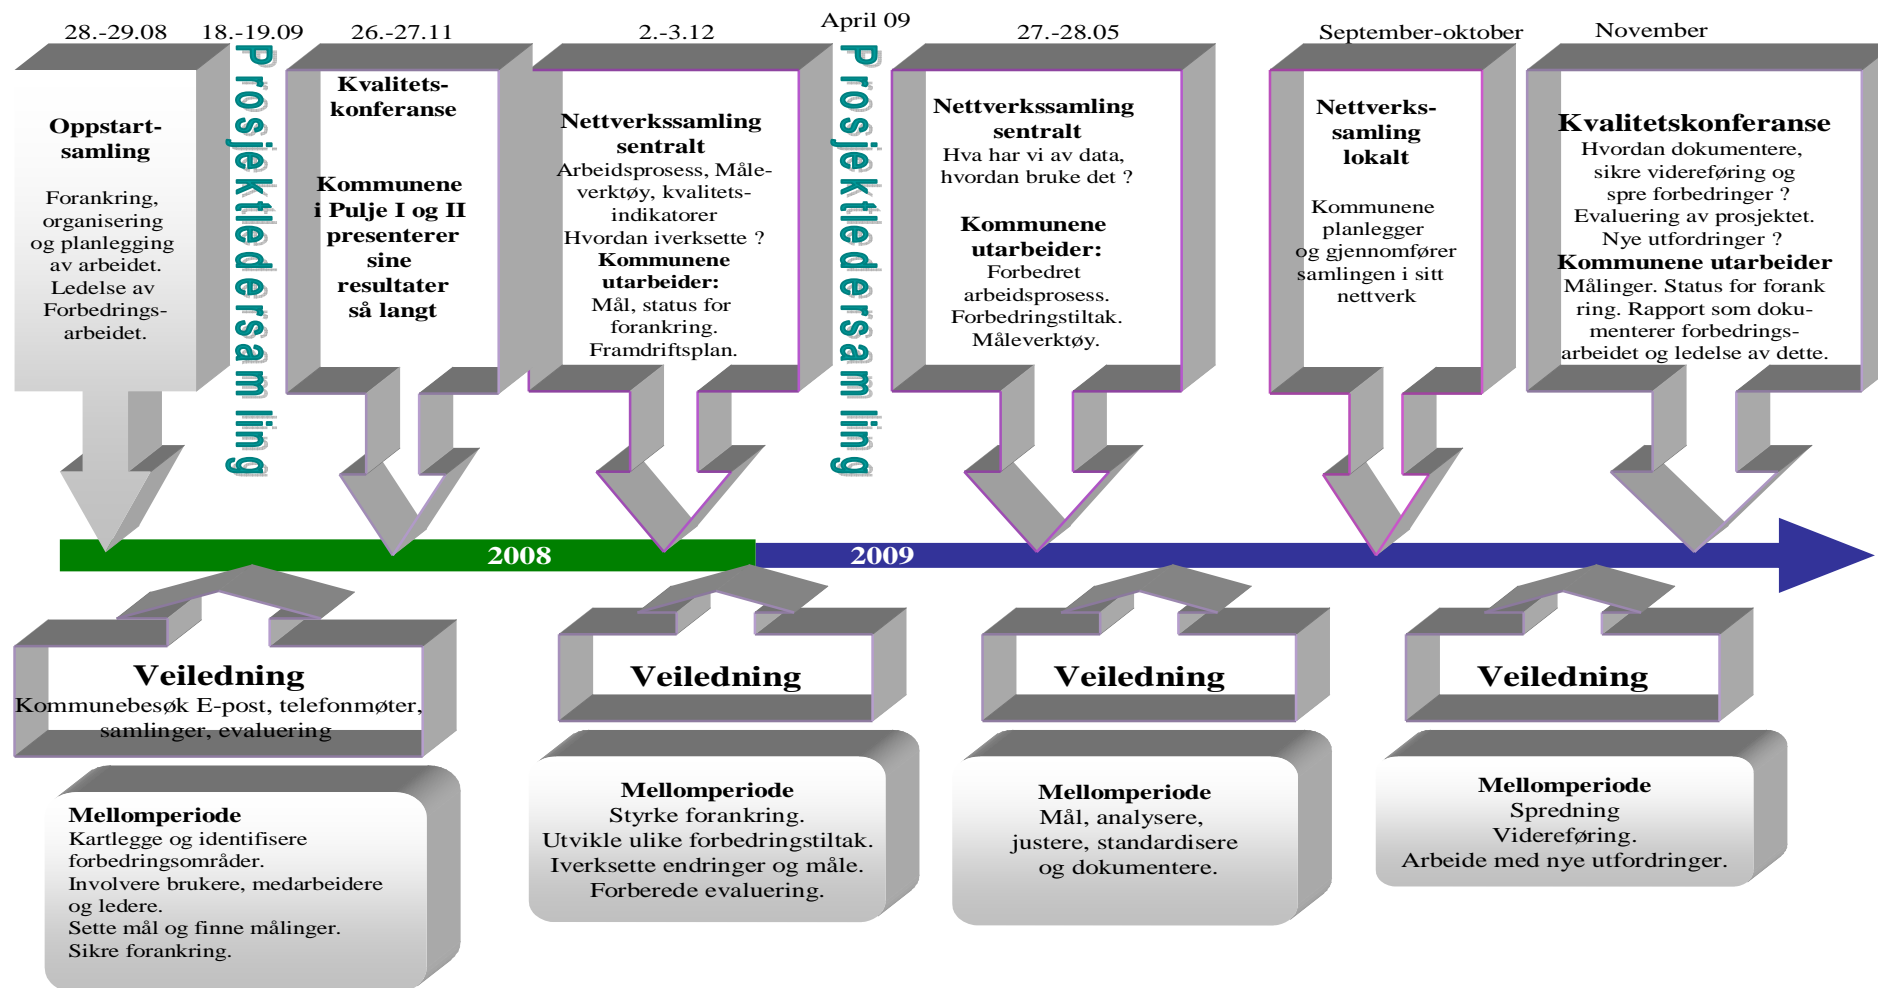 28.-29.08
18.-19.09
26.-27.11
2.-3.12
April 09
27.-28.05
September-oktober
November
Oppstart-
samling
Forankring,
organisering
og planlegging
av arbeidet.
Ledelse av
Forbedrings-
arbeidet.
Prosjektledersamling
Kvalitets-
konferanse
Kommunene
i Pulje I og II
presenterer
sine
resultater
så langt
Nettverkssamling
sentralt
Arbeidsprosess, Måle-
verktøy, kvalitets-
indikatorer
Hvordan iverksette ?
Kommunene
utarbeider:
Mål, status for
forankring.
Framdriftsplan.
Prosjektledersamling
Nettverkssamling
sentralt
Hva har vi av data,
hvordan bruke det ?
Kommunene
utarbeider:
Forbedret
arbeidsprosess.
Forbedringstiltak.
Måleverktøy.
Nettverks-
samling
lokalt
Kommunene
planlegger
og gjennomfører
samlingen i sitt
nettverk
Kvalitetskonferanse
Hvordan dokumentere,
sikre videreføring og
spre forbedringer ?
Evaluering av prosjektet.
Nye utfordringer ?
Kommunene utarbeider
Målinger. Status for forank
ring. Rapport som doku-
menterer forbedrings-
arbeidet og ledelse av dette.
2008
2009
Veiledning
Kommunebesøk E-post, telefonmøter,
samlinger, evaluering
Veiledning
Veiledning
Veiledning
Mellomperiode
Kartlegge og identifisere
forbedringsområder.
Involvere brukere, medarbeidere
og ledere.
Sette mål og finne målinger.
Sikre forankring.
Mellomperiode
Styrke forankring.
Utvikle ulike forbedringstiltak.
Iverksette endringer og måle.
Forberede evaluering.
Mellomperiode
Mål, analysere,
justere, standardisere
og dokumentere.
Mellomperiode
Spredning
Videreføring.
Arbeide med nye utfordringer.